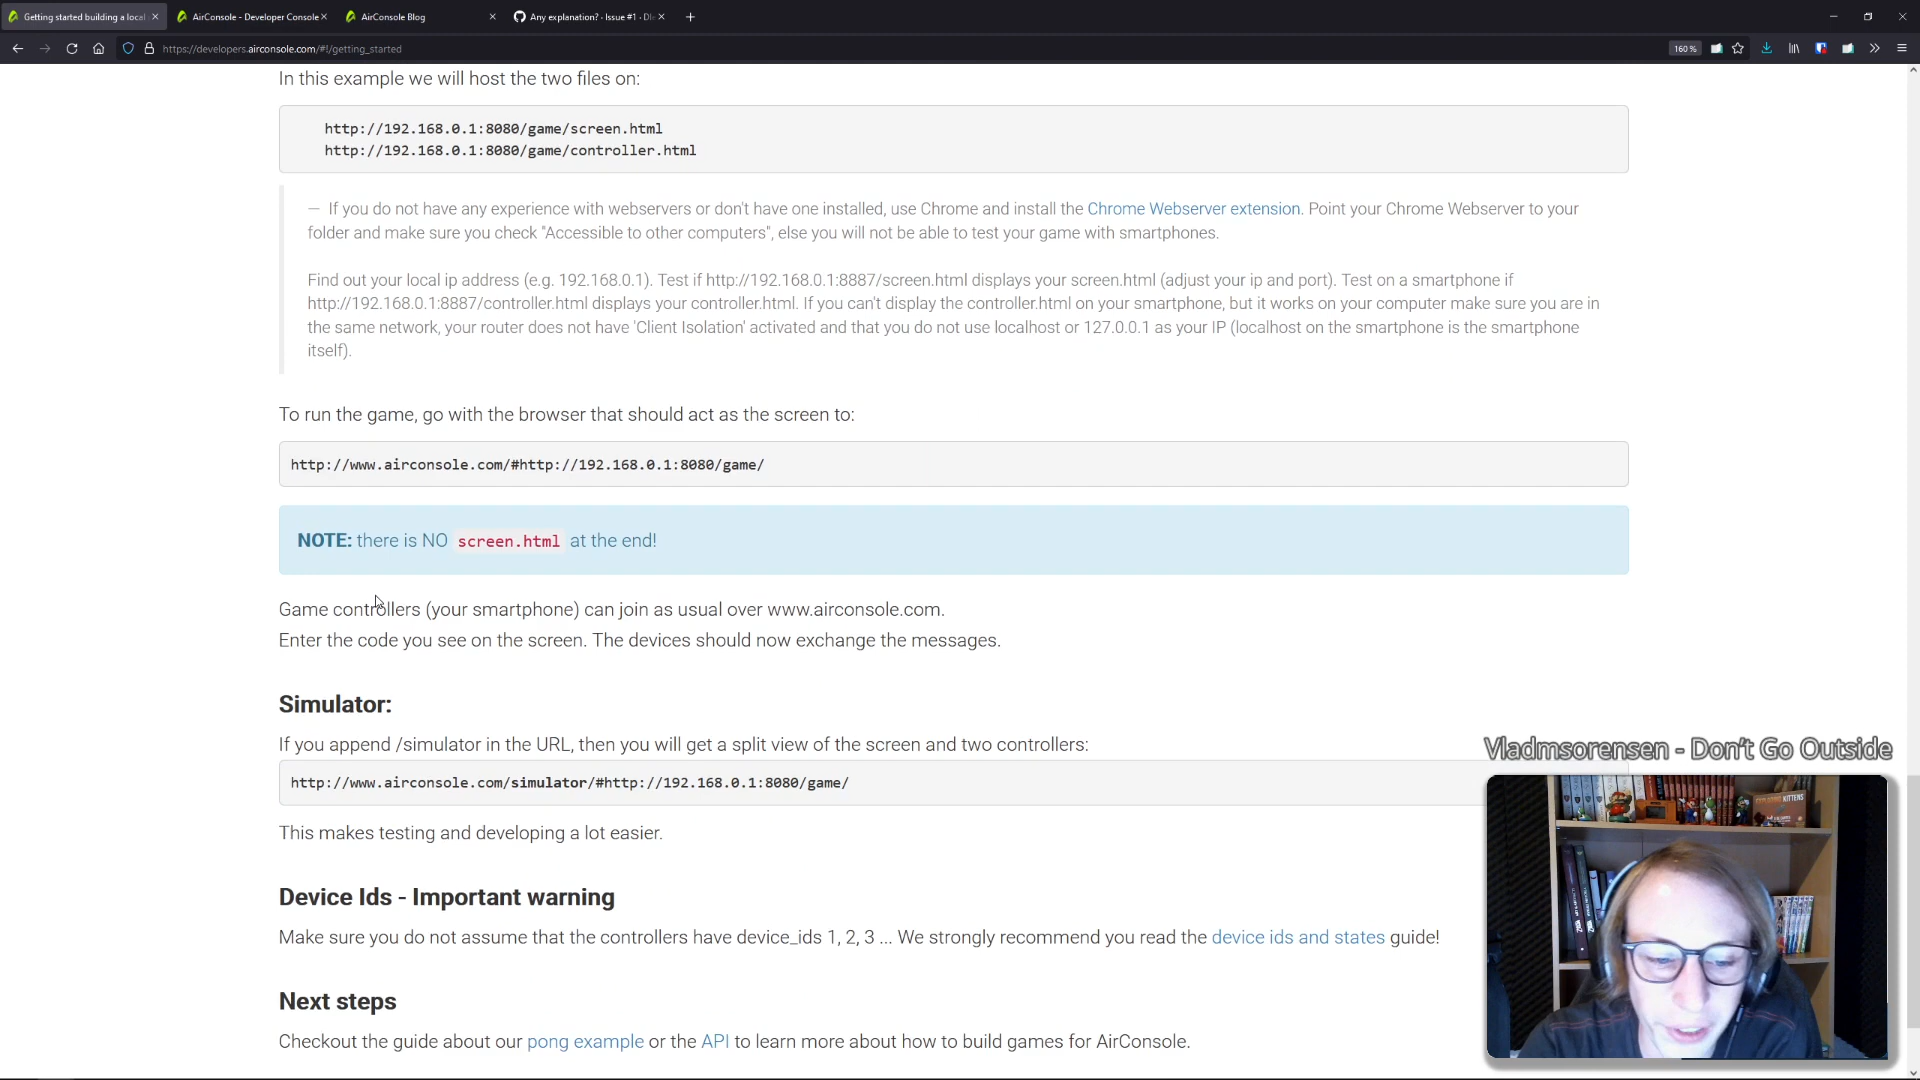 Getting started building a local
AirConsole - Developer Console
AirConsole Blog
Any explanation? · Issue #1 · Dle
https://developers.airconsole.com/#!/getting_started
160%
In this example we will host the two files on:
http://192.168.0.1:8080/game/screen.html
http://192.168.0.1:8080/game/controller.html
— If you do not have any experience with webservers or don't have one installed, use Chrome and install the Chrome Webserver extension. Point your Chrome Webserver to your
folder and make sure you check "Accessible to other computers", else you will not be able to test your game with smartphones.
Find out your local ip address (e.g. 192.168.0.1). Test if http://192.168.0.1:8887/screen.html displays your screen.html (adjust your ip and port). Test on a smartphone if
http://192.168.0.1:8887/controller.html displays your controller.html. If you can't display the controller.html on your smartphone, but it works on your computer make sure you are in
the same network, your router does not have 'Client Isolation' activated and that you do not use localhost or 127.0.0.1 as your IP (localhost on the smartphone is the smartphone
itself).
To run the game, go with the browser that should act as the screen to:
http://www.airconsole.com/#http://192.168.0.1:8080/game/
NOTE: there is NO screen.html at the end!
Game controllers (your smartphone) can join as usual over www.airconsole.com.
Enter the code you see on the screen. The devices should now exchange the messages.
Simulator:
If you append /simulator in the URL, then you will get a split view of the screen and two controllers:
Vladmsorensen - Don't Go Outside
http://www.airconsole.com/simulator/#http://192.168.0.1:8080/game/
EXPLODING KITTENS
This makes testing and developing a lot easier.
Device Ids - Important warning
Make sure you do not assume that the controllers have device_ids 1, 2, 3 ... We strongly recommend you read the device ids and states guide!
Next steps
Checkout the guide about our pong example or the API to learn more about how to build games for AirConsole.